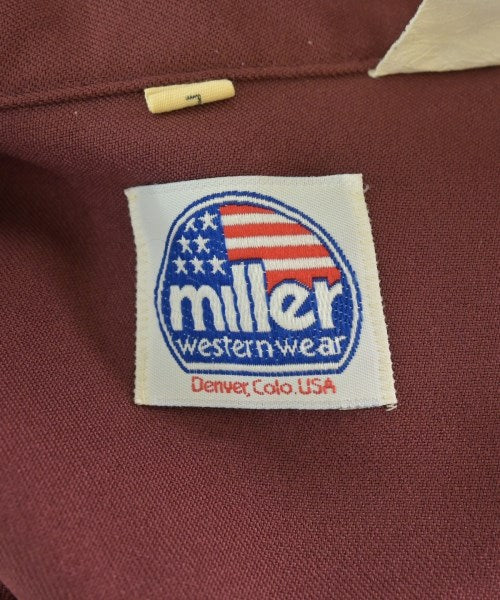 miller
western wear
Denver, Colo. USA